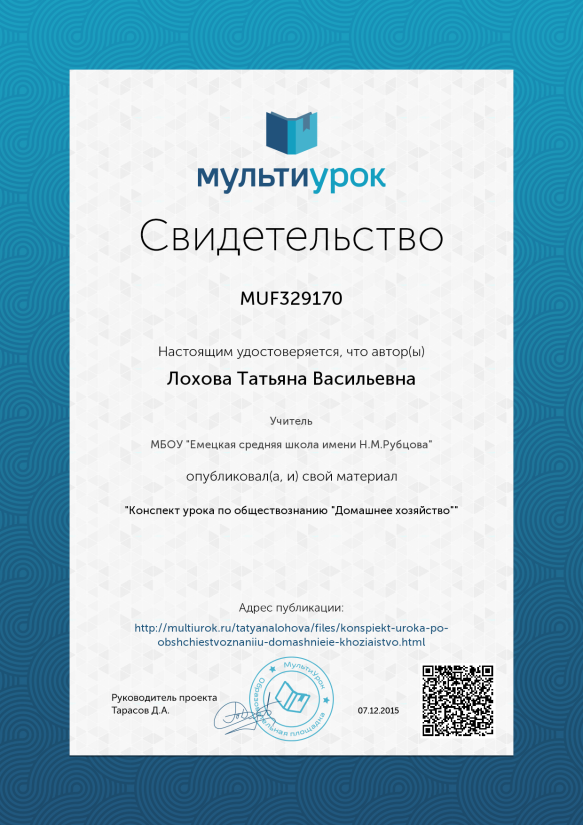 мультиурок
Свидетельство
MUF329170
Настоящим удостоверяется, что автор(ы)
Лохова Татьяна Васильевна
Учитель
МБОУ "Емецкая средняя школа имени Н.М.Рубцова"
опубликовал(а, и) свой материал
"Конспект урока по обществознанию "Домашнее хозяйство""
Адрес публикации:
http://multiurok.ru/tatyanalohova/files/konspiekt-uroka-po-
obshchiestvoznaniiu-domashnieie-khoziaistvo.html
МультиУрок
Образовательная площадка
Руководитель проекта
Тарасов Д.А.
07.12.2015